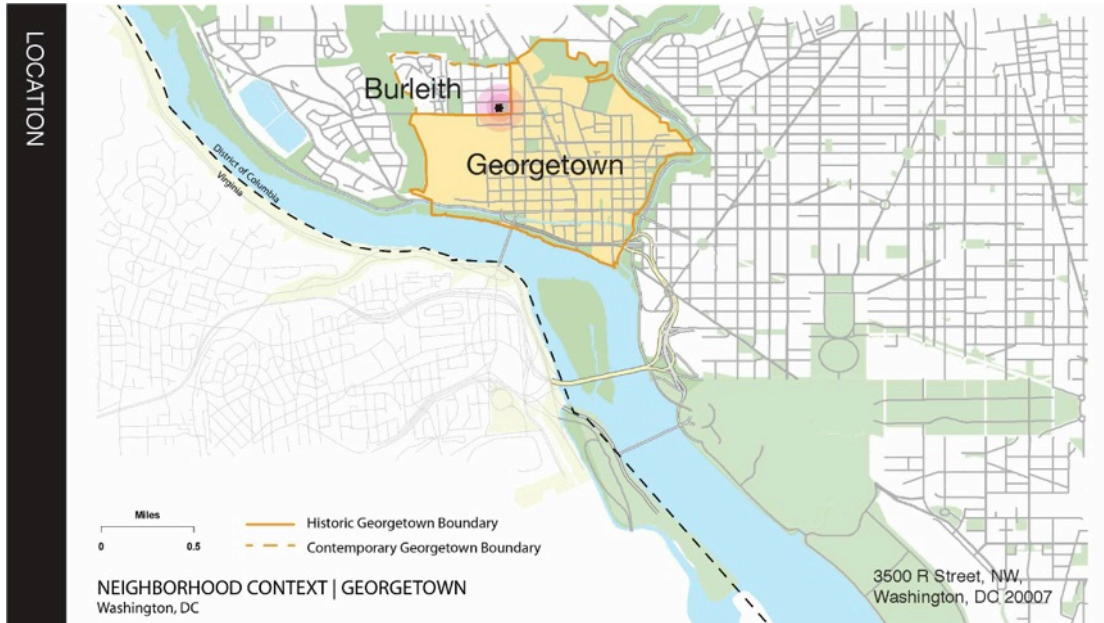 LOCATION
Burleith
Georgetown
District of Columbia
Virginia
Miles
0 0.5
Historic Georgetown Boundary
Contemporary Georgetown Boundary
NEIGHBORHOOD CONTEXT | GEORGETOWN
Washington, DC
3500 R Street, NW,
Washington, DC 20007